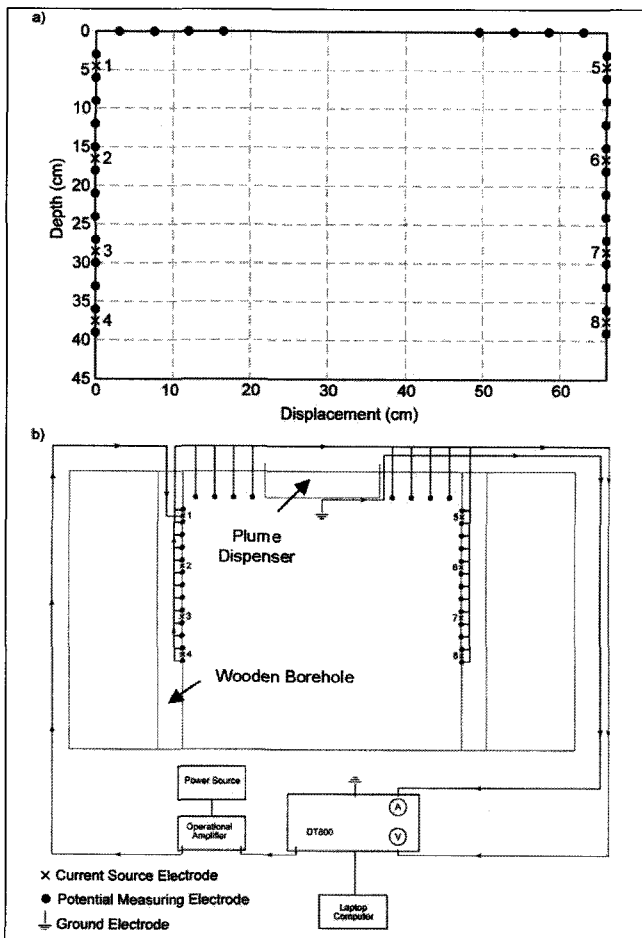 a)
0
5
10
15
20
25
30
35
40
45
Depth (cm)
1
2
3
4
5
6
7
8
0
10
20
30
40
50
60
Displacement (cm)
b)
1
2
3
4
5
6
7
8
Plume
Dispenser
Wooden Borehole
Power Source
Operational
Amplifier
DT800
A
V
Laptop
Computer
× Current Source Electrode
● Potential Measuring Electrode
Ground Electrode